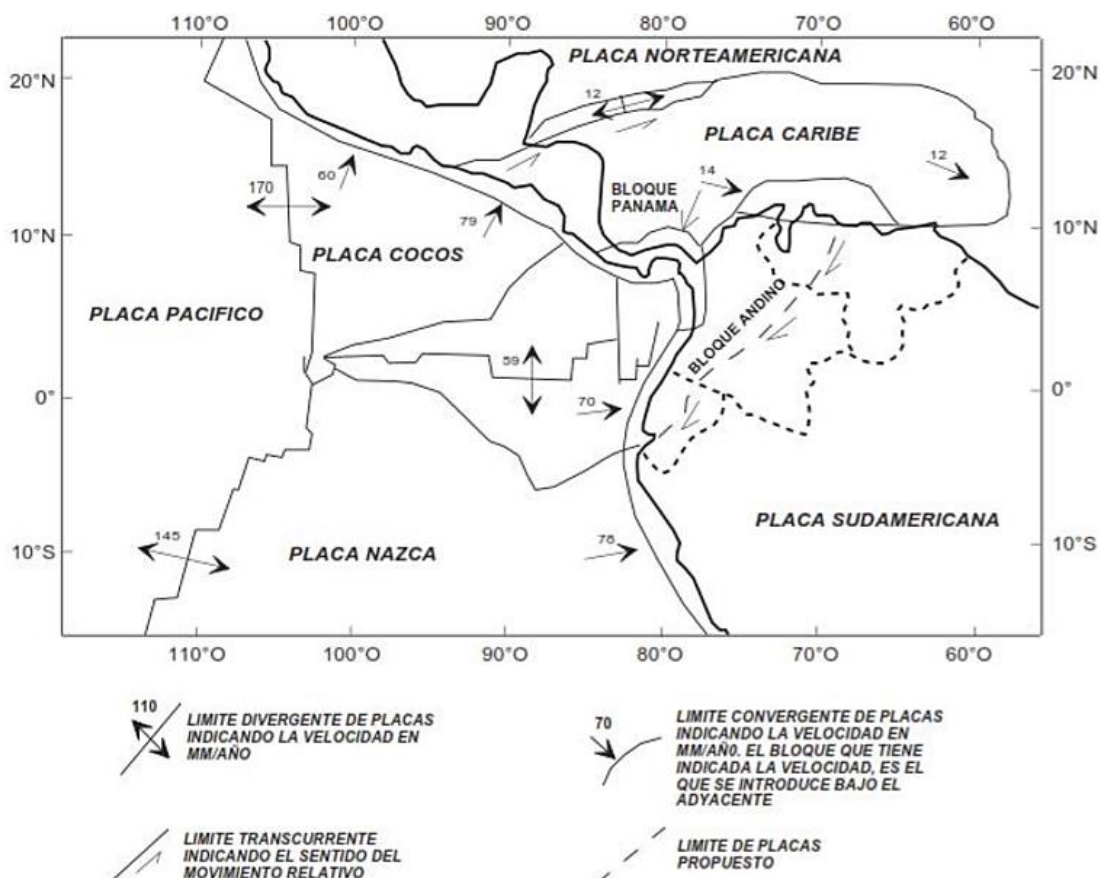 110°O 100°O 90°O 80°O 70°O 60°O
20°N PLACA NORTEAMERICANA 20°N
12
PLACA CARIBE
60
170
14
12
BLOQUE
PANAMA
79
10°N 10°N
PLACA COCOS
PLACA PACIFICO
BLOQUE ANDINO
59
70
0° 0°
PLACA SUDAMERICANA
145
PLACA NAZCA
76
10°S 10°S
110°O 100°O 90°O 80°O 70°O 60°O
110
LIMITE DIVERGENTE DE PLACAS
INDICANDO LA VELOCIDAD EN
MM/AÑO
70
LIMITE CONVERGENTE DE PLACAS
INDICANDO LA VELOCIDAD EN
MM/AÑ0. EL BLOQUE QUE TIENE
INDICADA LA VELOCIDAD, ES EL
QUE SE INTRODUCE BAJO EL
ADYACENTE
LIMITE TRANSCURRENTE
INDICANDO EL SENTIDO DEL
MOVIMIENTO RELATIVO
LIMITE DE PLACAS
PROPUESTO